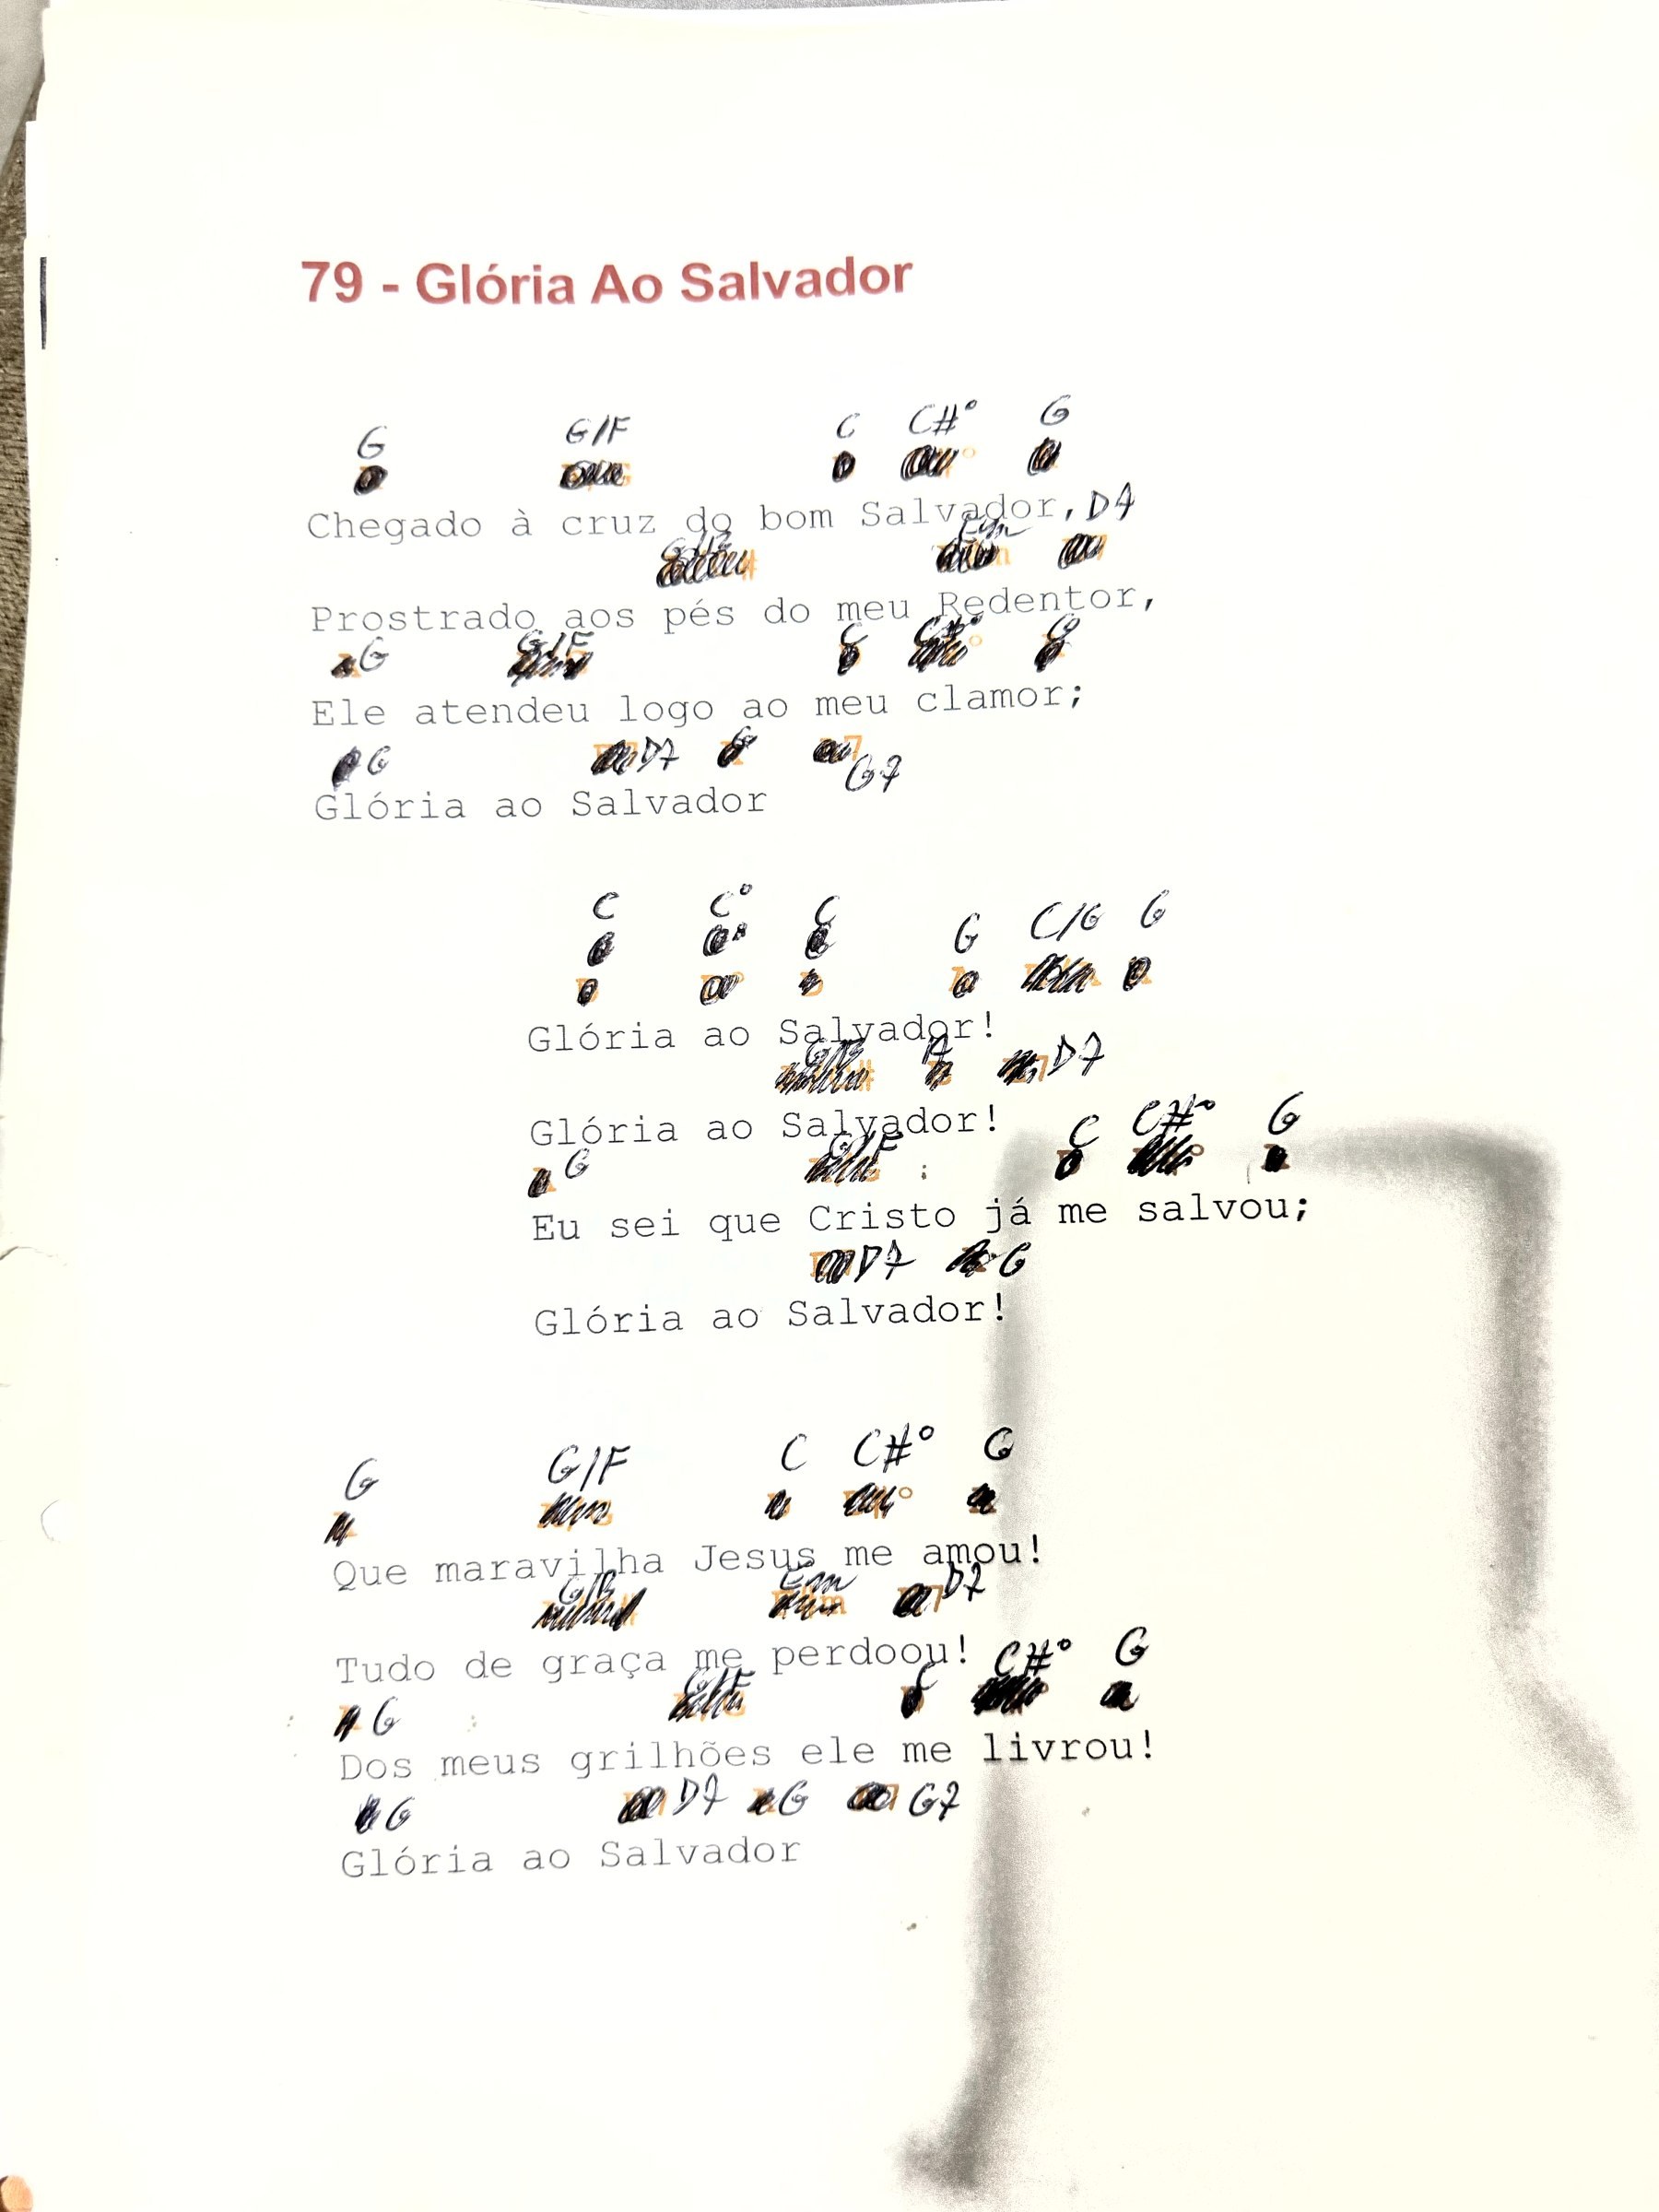 79 - Glória Ao Salvador
G G/F C C#° G
Chegado à cruz do bom Salvador, D7
Em
Prostrado aos pés do meu Redentor,
G G/F C C#° G
Ele atendeu logo ao meu clamor;
G D7 G G7
Glória ao Salvador
C C° C G C/G G
Glória ao Salvador!
D7
Glória ao Salvador!
G G/F C C#° G
Eu sei que Cristo já me salvou;
D7 G
Glória ao Salvador!
G G/F C C#° G
Que maravilha Jesus me amou!
G/B Em D7
Tudo de graça me perdoou!
G G/F C C#° G
Dos meus grilhões ele me livrou!
G D7 G G7
Glória ao Salvador